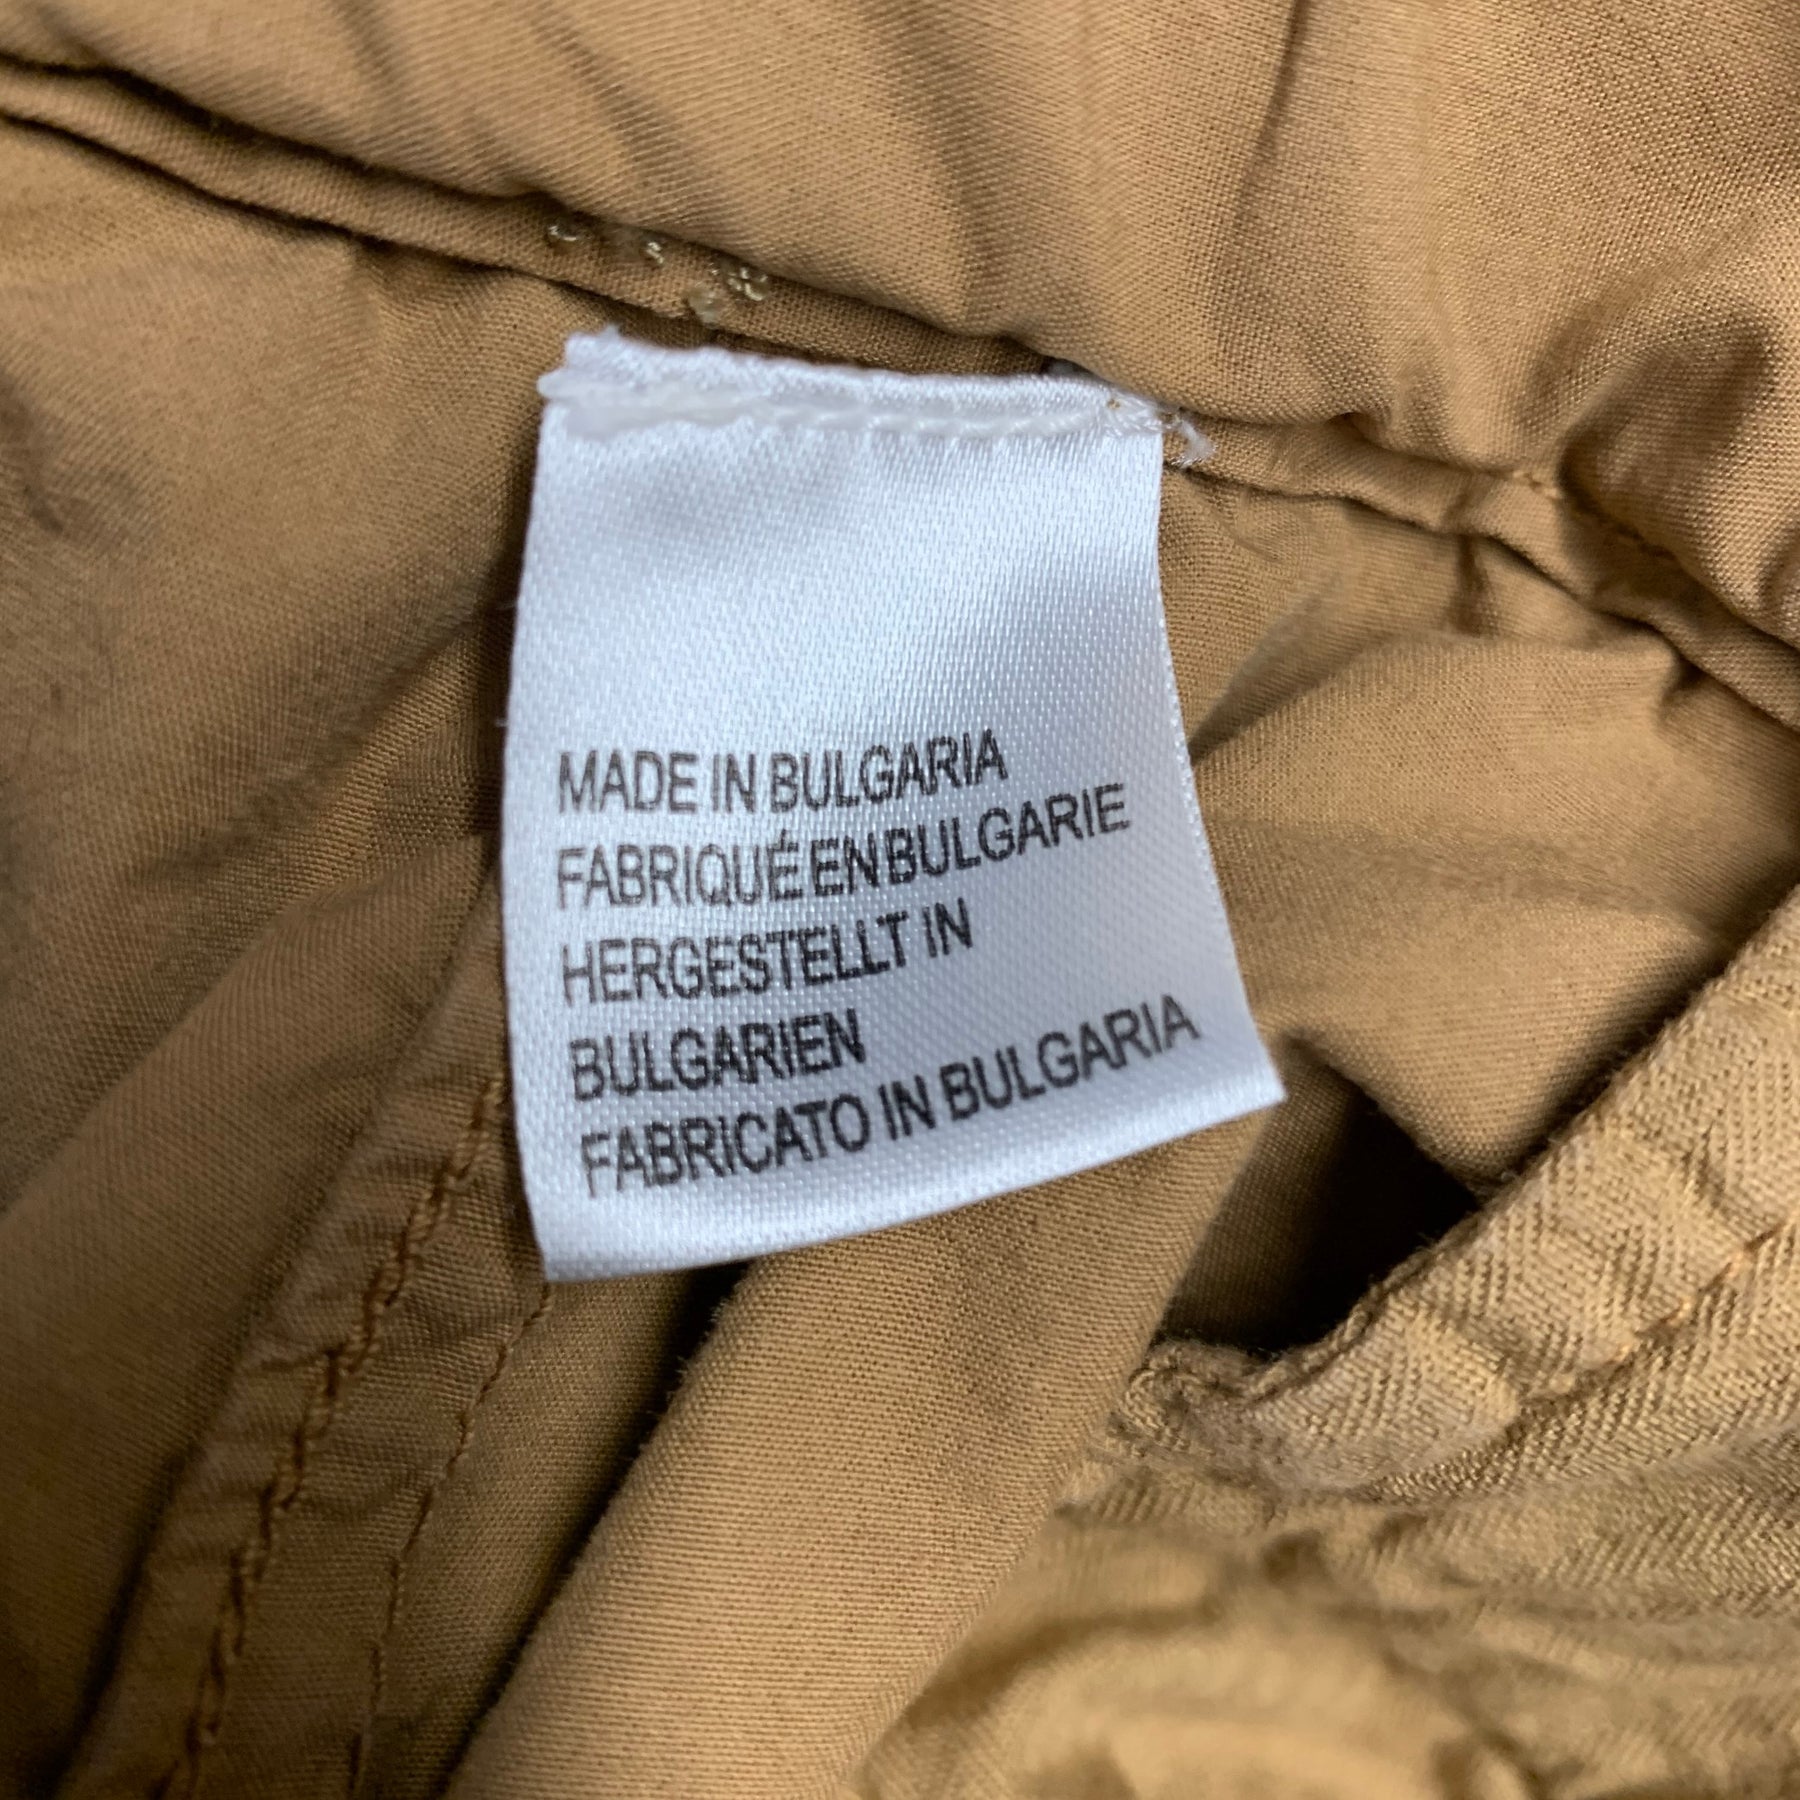 MADE IN BULGARIA
FABRIQUÉ EN BULGARIE
HERGESTELLT IN
BULGARIEN
FABRICATO IN BULGARIA